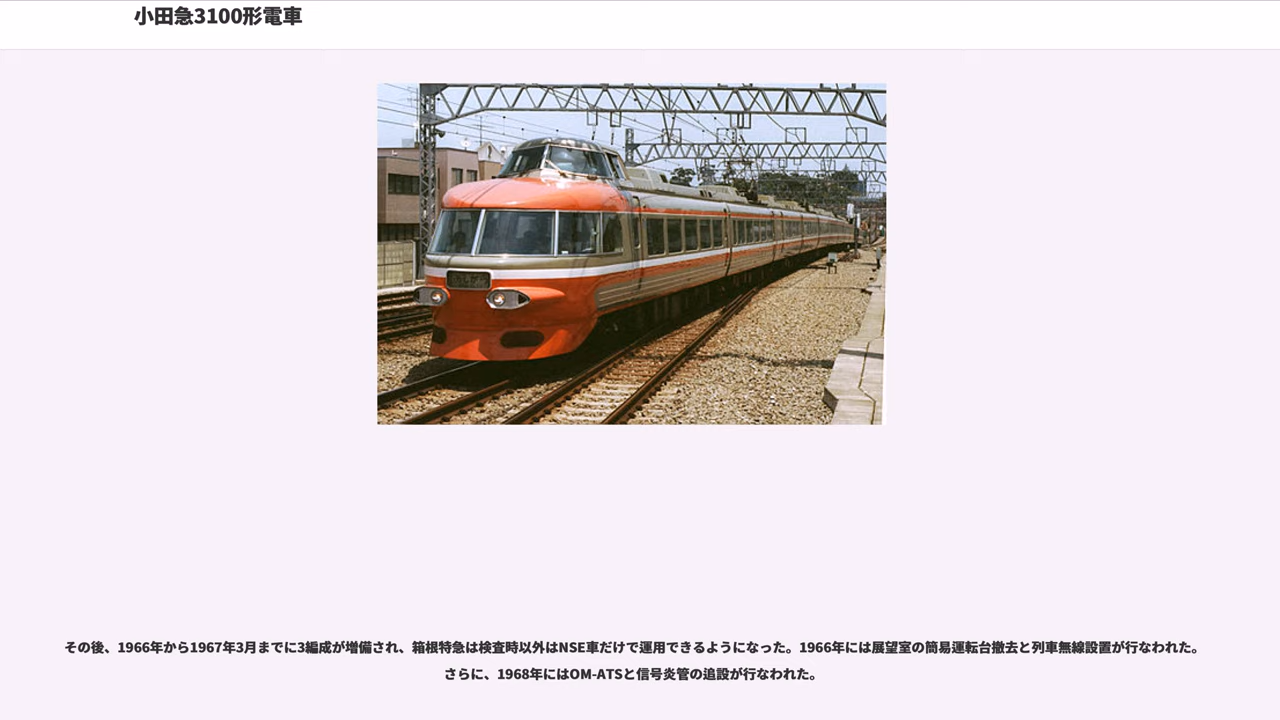 小田急3100形電車
その後、1966年から1967年3月までに3編成が増備され、箱根特急は検査時以外はNSE車だけで運用できるようになった。1966年には展望室の簡易運転台撤去と列車無線設置が行なわれた。
さらに、1968年にはOM-ATSと信号炎管の追設が行なわれた。